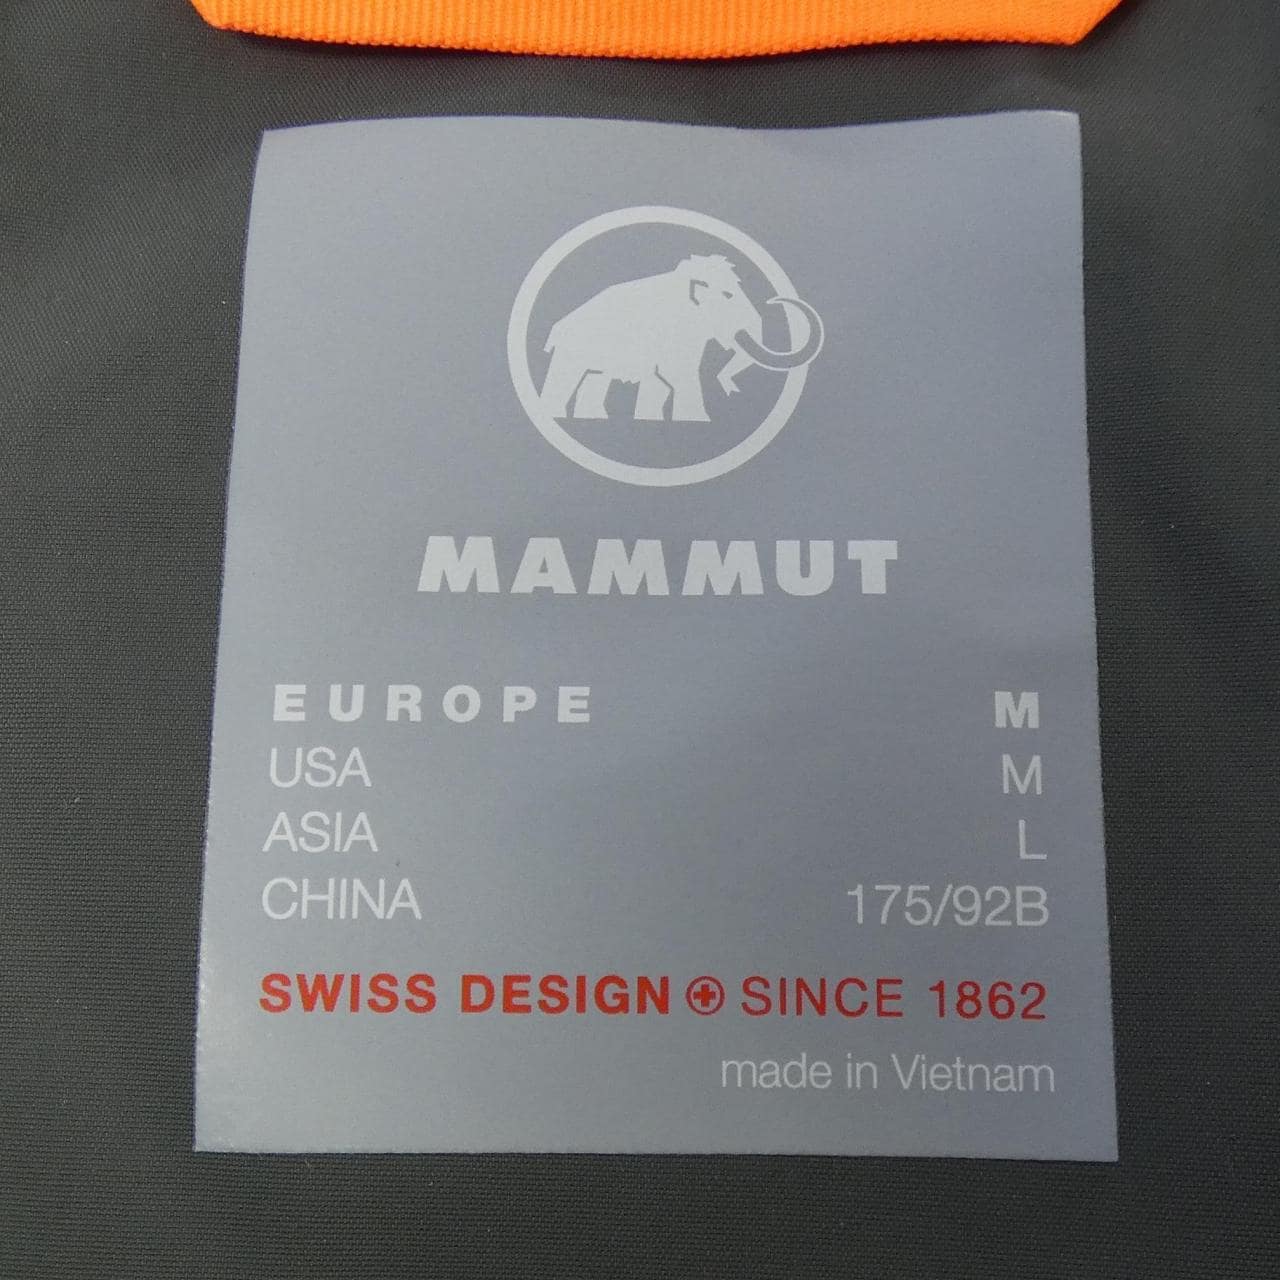 MAMMUT
EUROPE M
USA M
ASIA L
CHINA 175/92B
SWISS DESIGN SINCE 1862
made in Vietnam